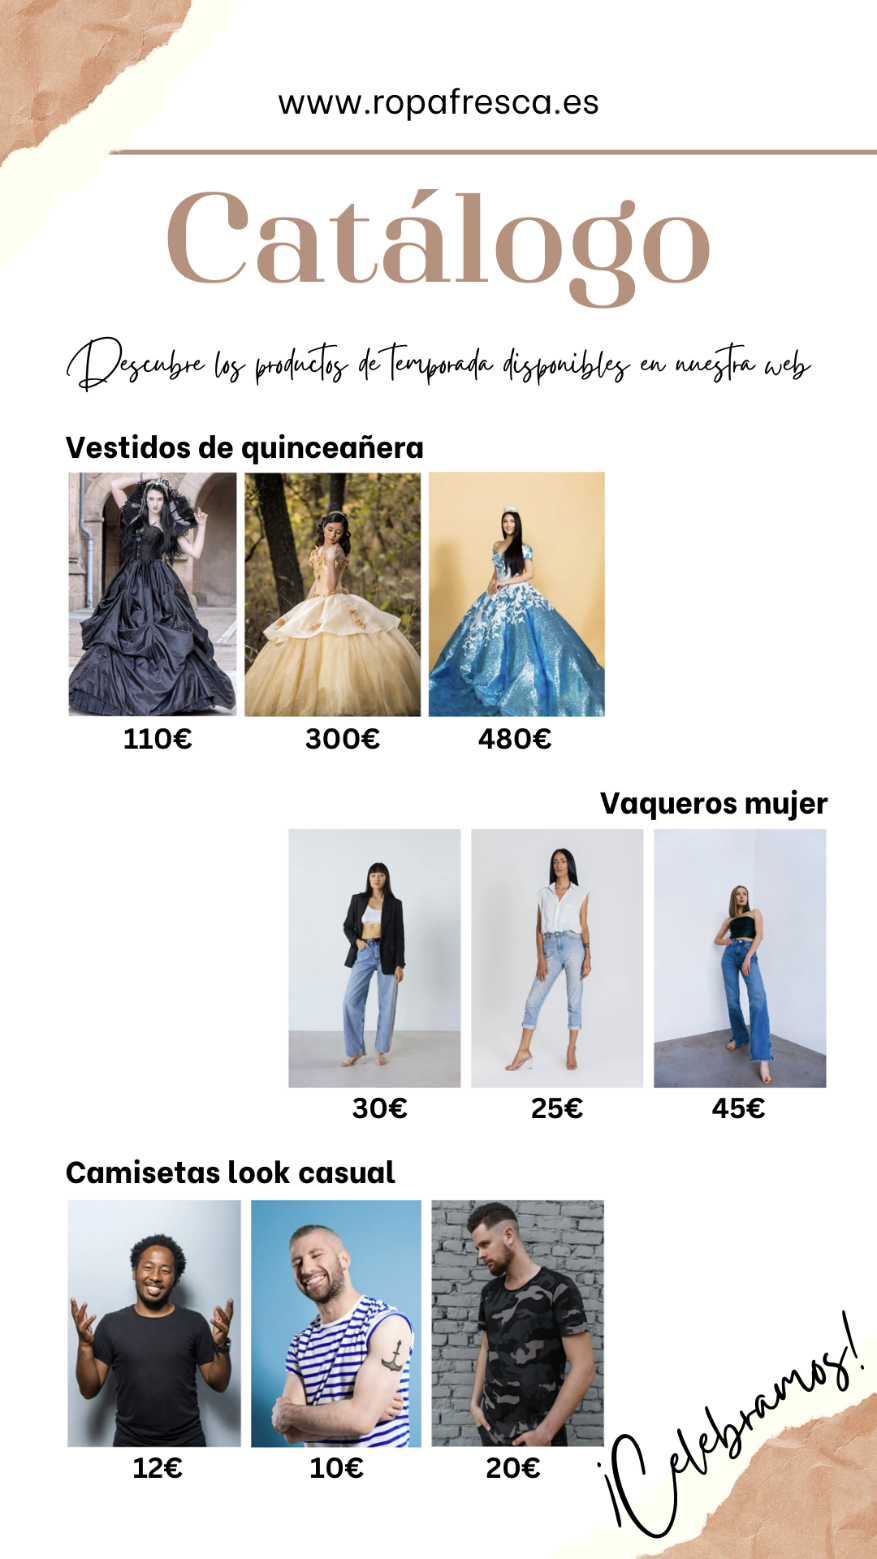 www.ropafresca.es
Catálogo
Descubre los productos de temporada disponibles en nuestra web
Vestidos de quinceañera
110€ 300€ 480€
Vaqueros mujer
30€ 25€ 45€
Camisetas look casual
12€ 10€ 20€
¡Celebramos!